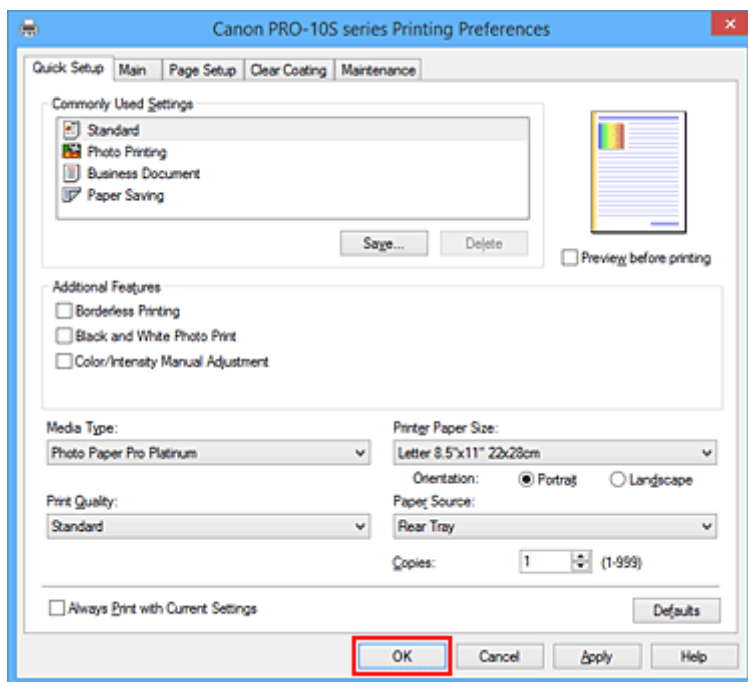 Canon PRO-10S series Printing Preferences
Quick Setup Main Page Setup Clear Coating Maintenance
Commonly Used Settings
Standard
Photo Printing
Business Document
Paper Saving
Save... Delete
Preview before printing
Additional Features
Borderless Printing
Black and White Photo Print
Color/Intensity Manual Adjustment
Media Type: Printer Paper Size:
Photo Paper Pro Platinum Letter 8.5"x11" 22x28cm
Orientation: Portrait Landscape
Print Quality: Paper Source:
Standard Rear Tray
Copies: 1 (1-999)
Always Print with Current Settings Defaults
OK Cancel Apply Help